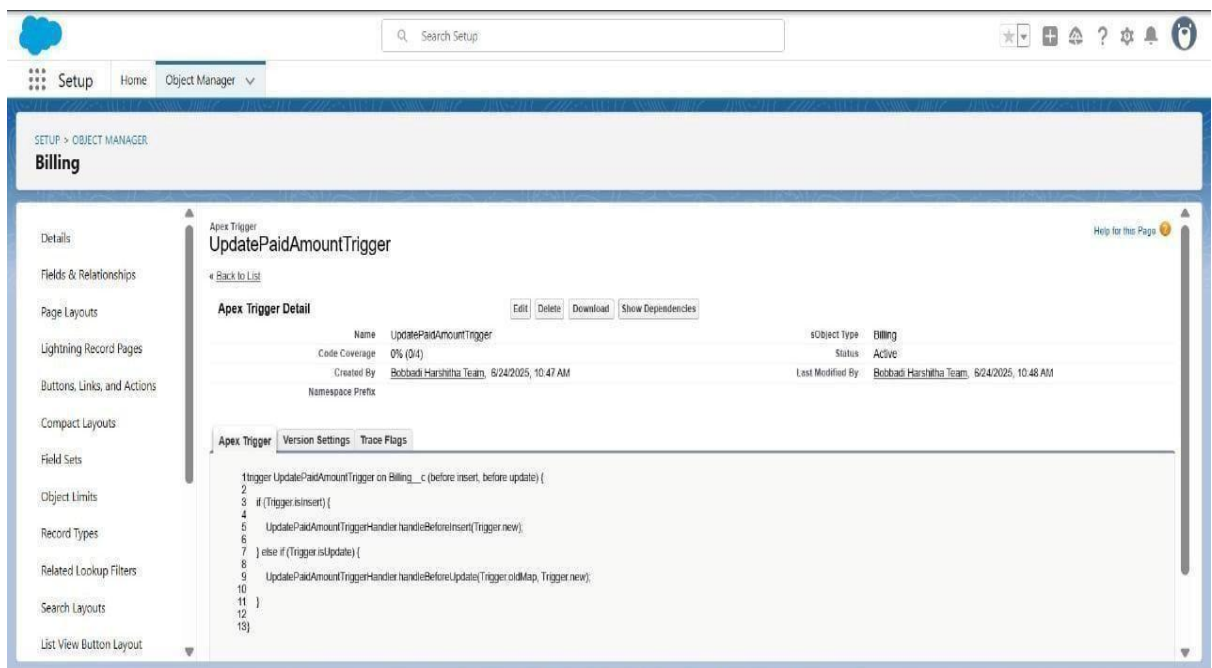 Search Setup
Setup
Home
Object Manager
SETUP > OBJECT MANAGER
Billing
Details
Fields & Relationships
Page Layouts
Lightning Record Pages
Buttons, Links, and Actions
Compact Layouts
Field Sets
Object Limits
Record Types
Related Lookup Filters
Search Layouts
List View Button Layout
Apex Trigger
UpdatePaidAmountTrigger
Help for this Page
« Back to List
Apex Trigger Detail
Edit Delete Download Show Dependencies
Name UpdatePaidAmountTrigger sObject Type Billing
Code Coverage 0% (0/4) Status Active
Created By Bobbadi Harshitha Team, 6/24/2025, 10:47 AM Last Modified By Bobbadi Harshitha Team, 6/24/2025, 10:48 AM
Namespace Prefix
Apex Trigger Version Settings Trace Flags
1 trigger UpdatePaidAmountTrigger on Billing__c (before insert, before update) {
2
3 if (Trigger.isInsert) {
4
5 UpdatePaidAmountTriggerHandler.handleBeforeInsert(Trigger.new);
6
7 } else if (Trigger.isUpdate) {
8
9 UpdatePaidAmountTriggerHandler.handleBeforeUpdate(Trigger.oldMap, Trigger.new);
10
11 }
12
13 }